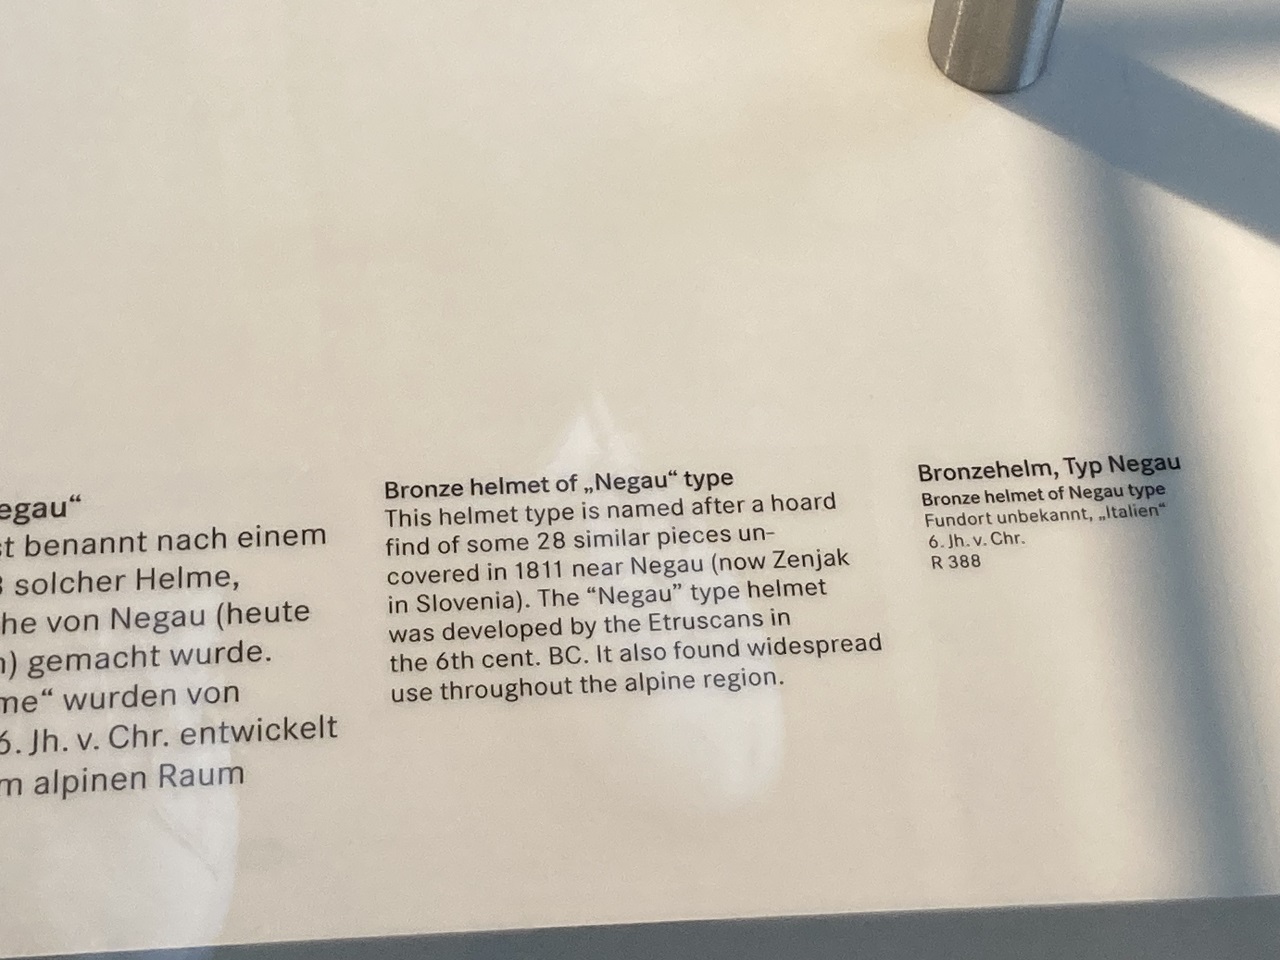 egau“
st benannt nach einem
8 solcher Helme,
he von Negau (heute
n) gemacht wurde.
me“ wurden von
6. Jh. v. Chr. entwickelt
m alpinen Raum
Bronze helmet of „Negau“ type
This helmet type is named after a hoard
find of some 28 similar pieces un-
covered in 1811 near Negau (now Zenjak
in Slovenia). The “Negau” type helmet
was developed by the Etruscans in
the 6th cent. BC. It also found widespread
use throughout the alpine region.
Bronzehelm, Typ Negau
Bronze helmet of Negau type
Fundort unbekannt, „Italien“
6. Jh. v. Chr.
R 388